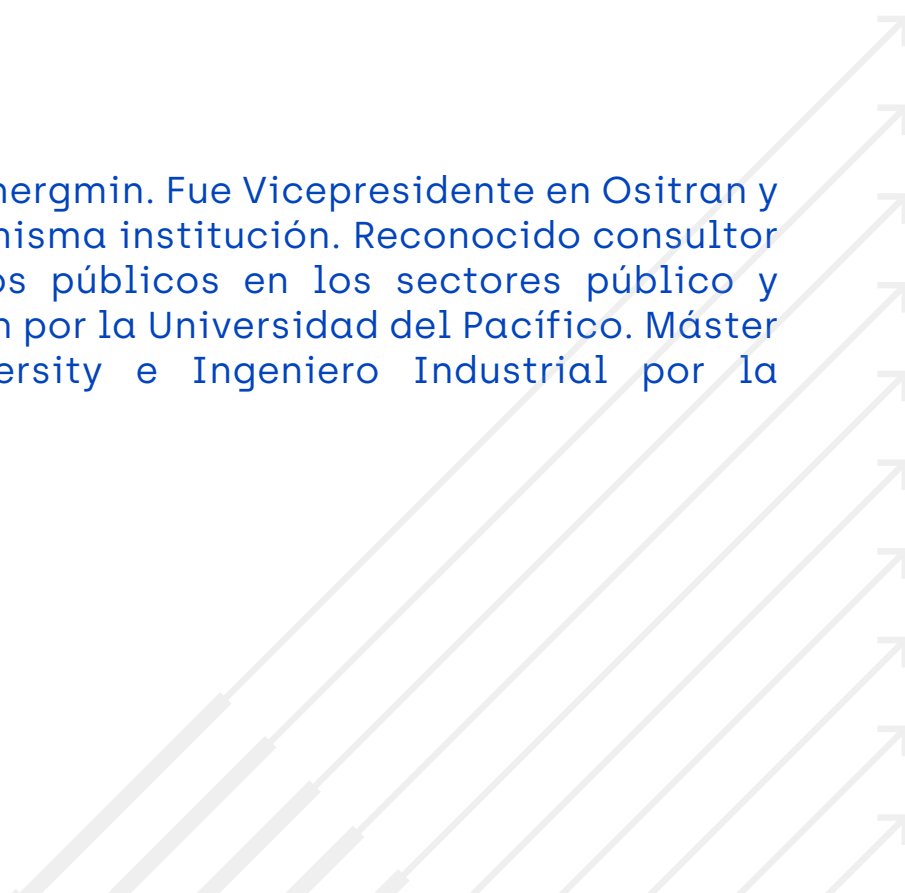 nergmin. Fue Vicepresidente en Ositran y
misma institución. Reconocido consultor
os públicos en los sectores público y
n por la Universidad del Pacífico. Máster
ersity e Ingeniero Industrial por la